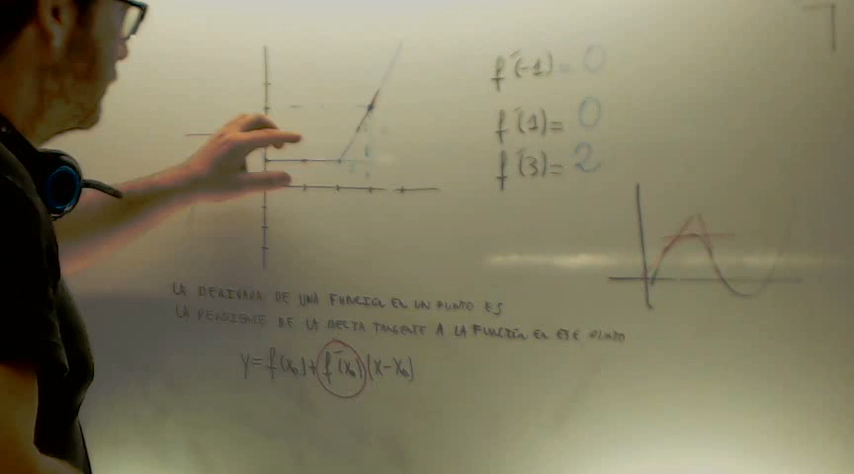 f'(-1) = 0
f'(1) = 0
f'(3) = 2
LA DERIVADA DE UNA FUNCIÓN EN UN PUNTO ES
LA PENDIENTE DE LA RECTA TANGENTE A LA FUNCIÓN EN ESE PUNTO
y = f(x₀) + f'(x₀)(x - x₀)